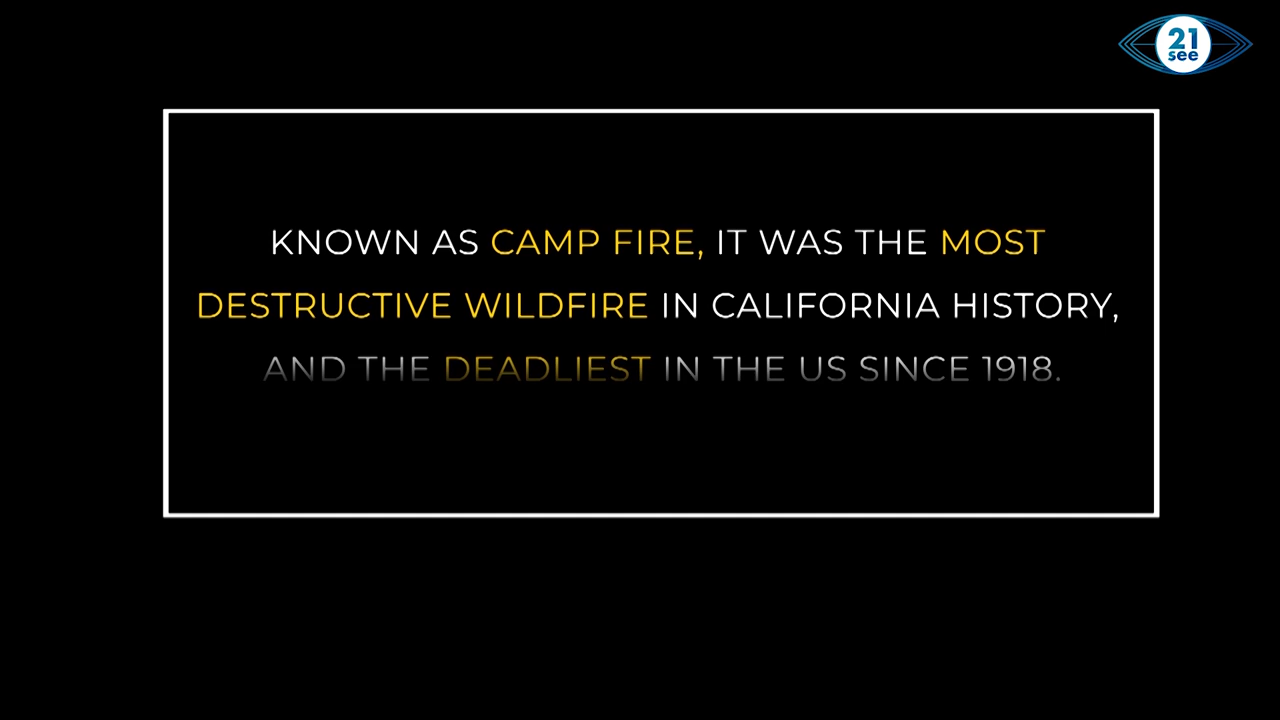 21
see
KNOWN AS CAMP FIRE, IT WAS THE MOST
DESTRUCTIVE WILDFIRE IN CALIFORNIA HISTORY,
AND THE DEADLIEST IN THE US SINCE 1918.